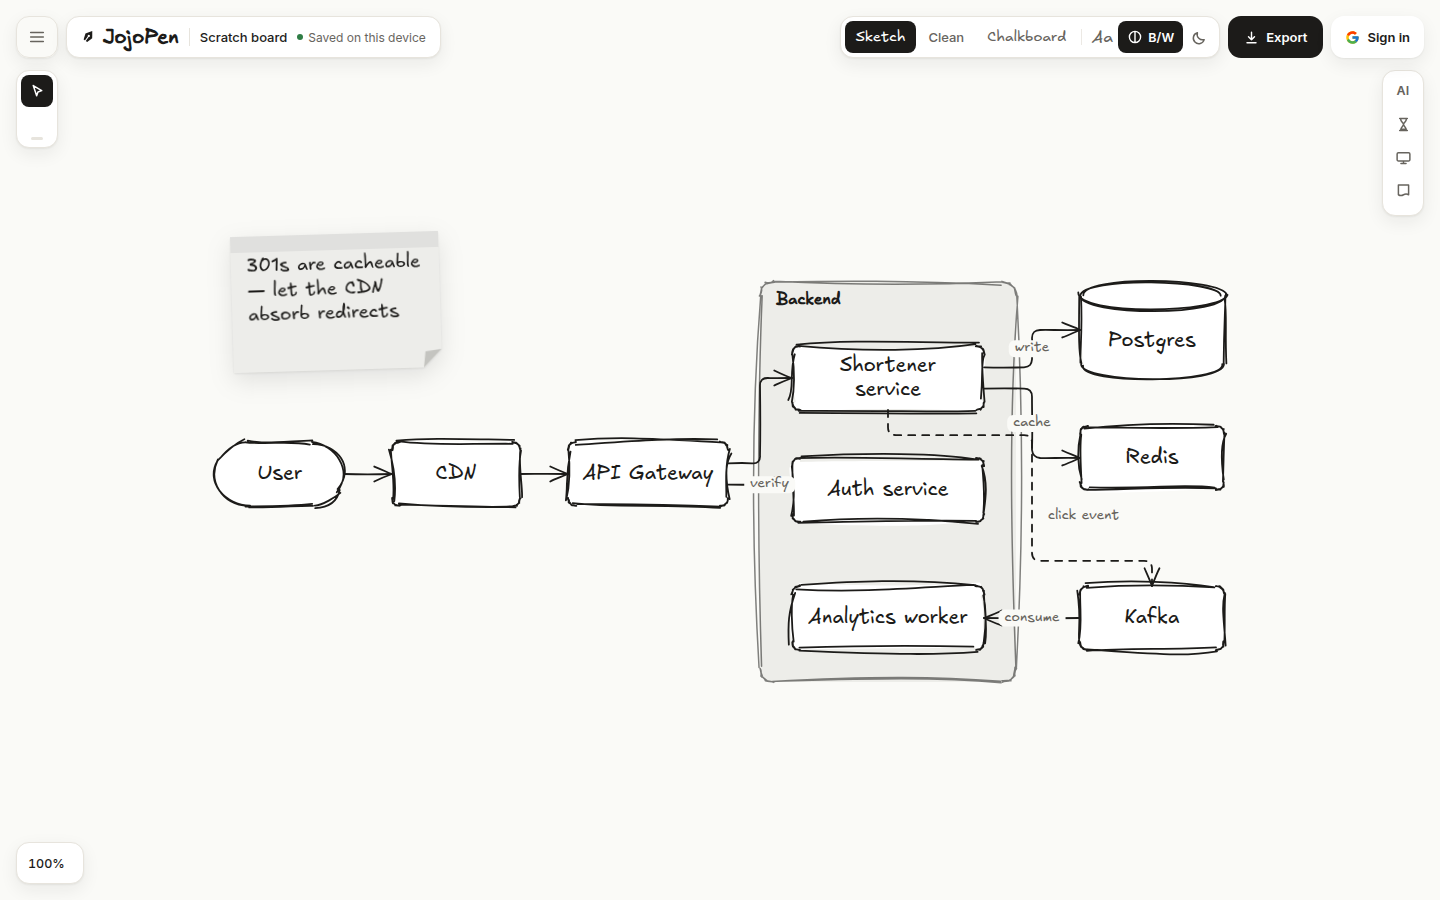 JojoPen
Scratch board
Saved on this device
Sketch
Clean
Chalkboard
Aa
B/W
Export
Sign in
AI
301s are cacheable
— let the CDN
absorb redirects
Backend
Shortener
service
write
Postgres
cache
User
CDN
API Gateway
verify
Auth service
Redis
click event
Analytics worker
consume
Kafka
100%